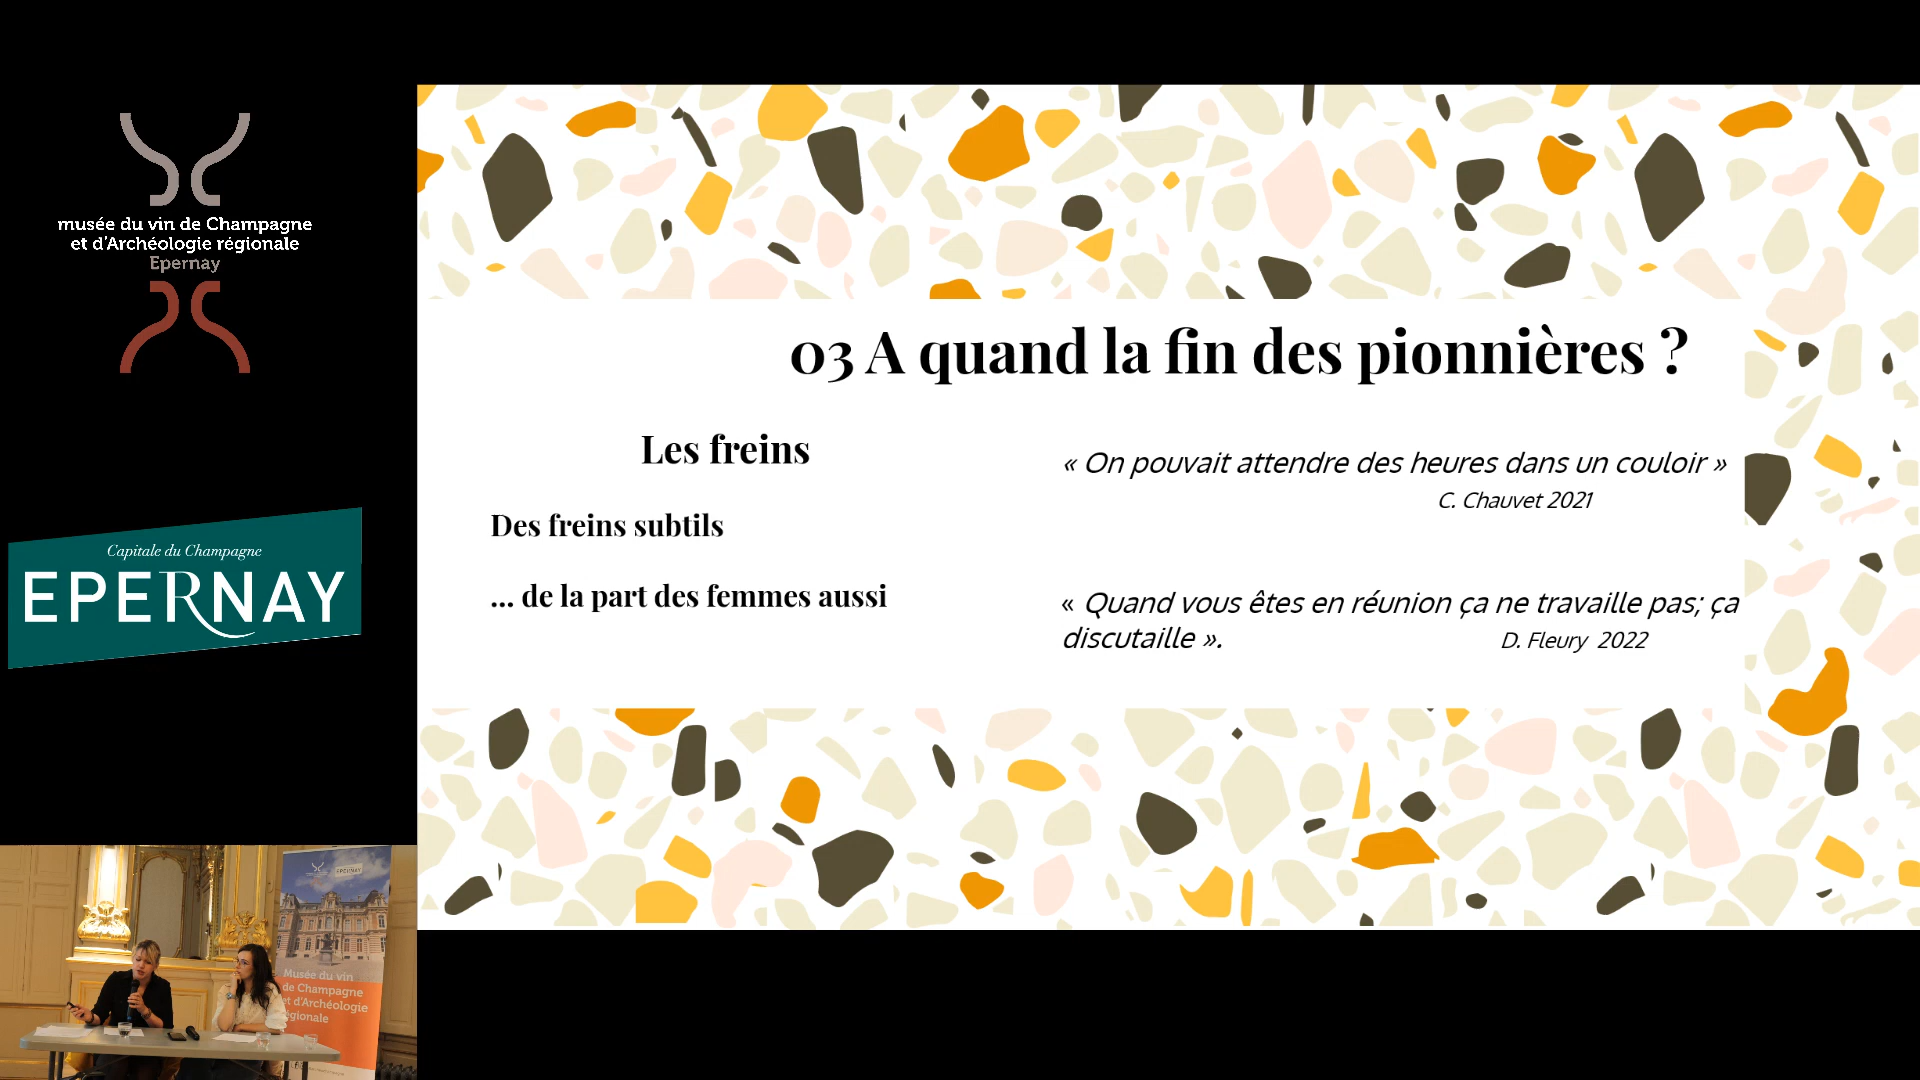 musée du vin de Champagne
et d'Archéologie régionale
Epernay
Capitale du Champagne
EPERNAY
03 A quand la fin des pionnières ?
Les freins
Des freins subtils
... de la part des femmes aussi
« On pouvait attendre des heures dans un couloir »
C. Chauvet 2021
« Quand vous êtes en réunion ça ne travaille pas; ça
discutaille ».
D. Fleury 2022
EPERNAY
Musée du vin
de Champagne
et d'Archéologie
régionale